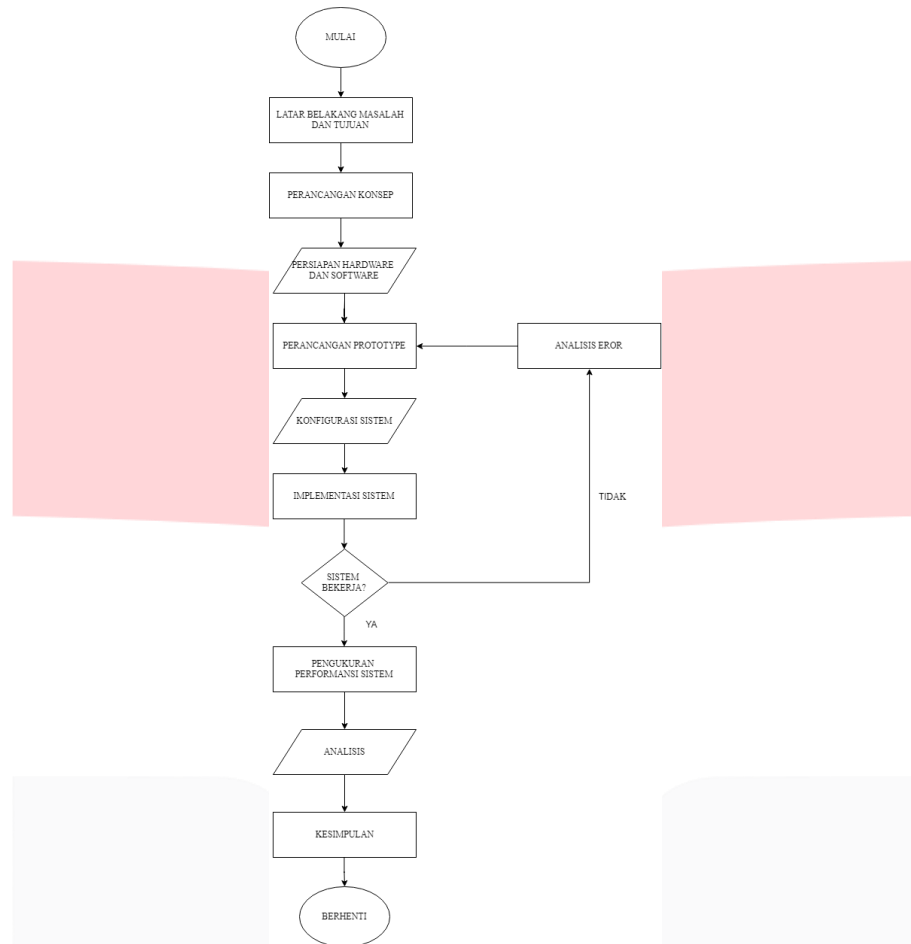 MULAI
LATAR BELAKANG MASALAH
DAN TUJUAN
PERANCANGAN KONSEP
PERSIAPAN HARDWARE
DAN SOFTWARE
PERANCANGAN PROTOTYPE
ANALISIS EROR
KONFIGURASI SISTEM
IMPLEMENTASI SISTEM
TIDAK
SISTEM
BEKERJA?
YA
PENGUKURAN
PERFORMANSI SISTEM
ANALISIS
KESIMPULAN
BERHENTI